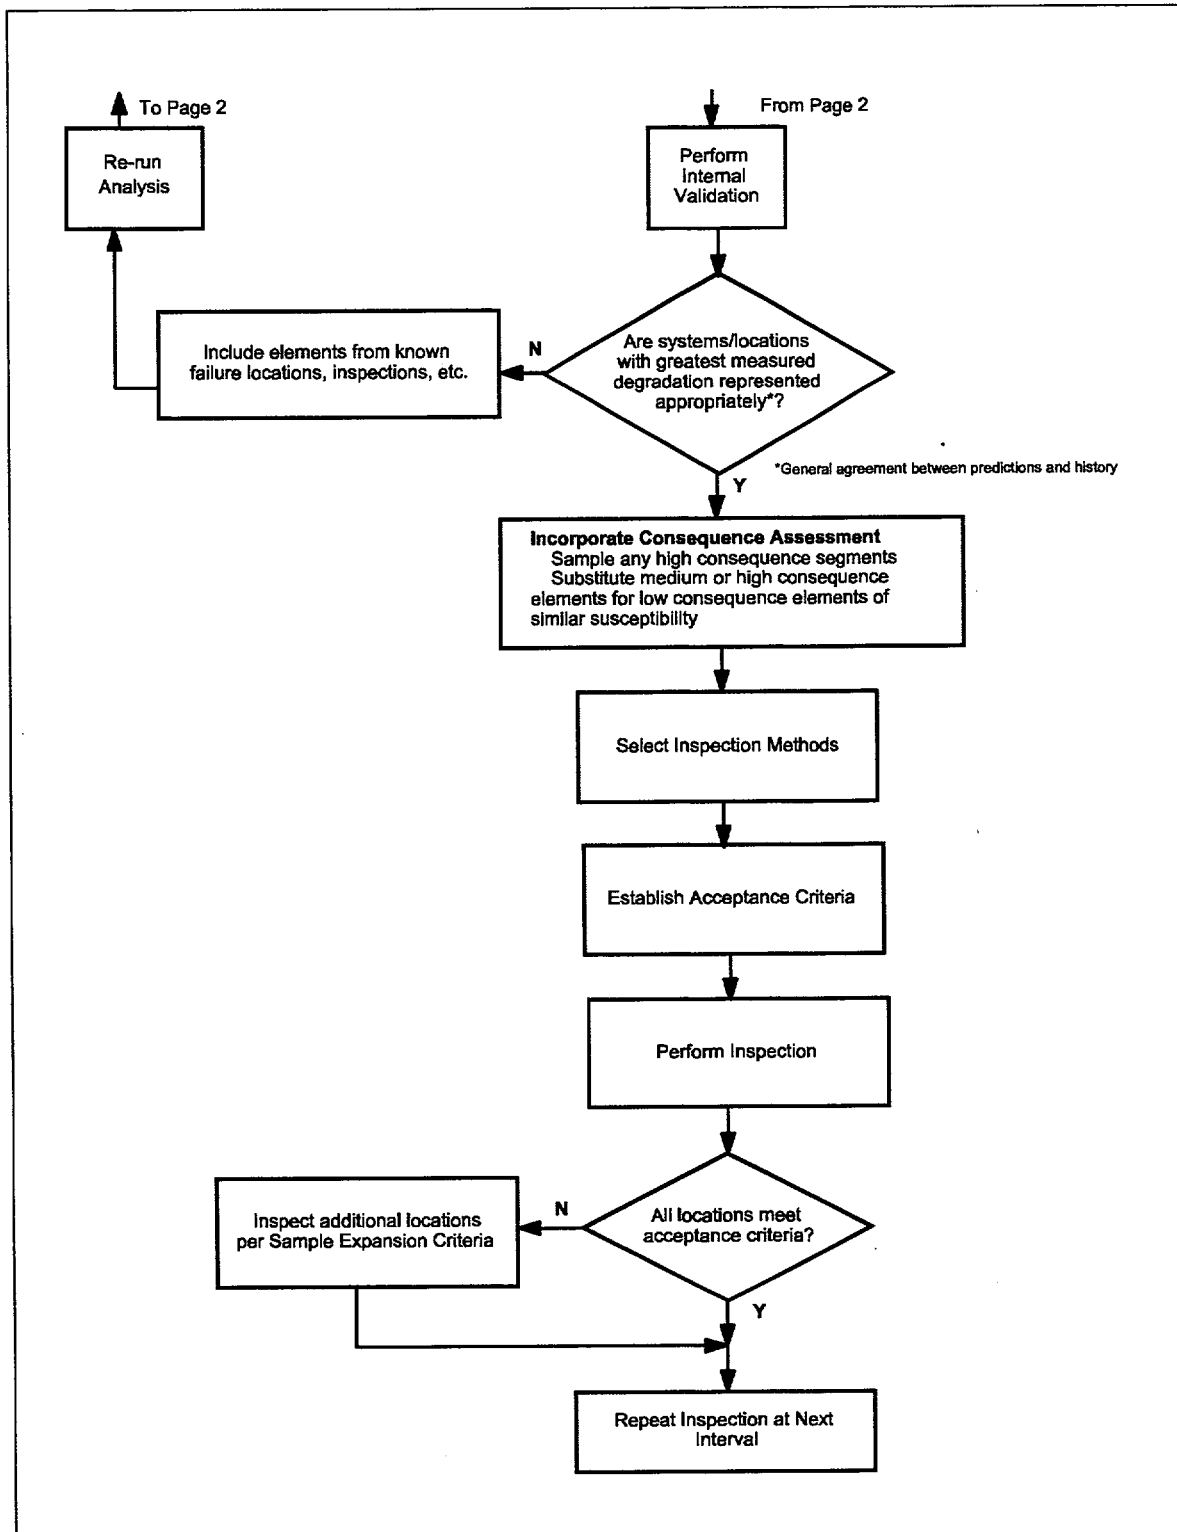 To Page 2
From Page 2
Re-run
Analysis
Perform
Internal
Validation
Include elements from known
failure locations, inspections, etc.
N
Are systems/locations
with greatest measured
degradation represented
appropriately*?
*General agreement between predictions and history
Y
Incorporate Consequence Assessment
Sample any high consequence segments
Substitute medium or high consequence
elements for low consequence elements of
similar susceptibility
Select Inspection Methods
Establish Acceptance Criteria
Perform Inspection
Inspect additional locations
per Sample Expansion Criteria
N
All locations meet
acceptance criteria?
Y
Repeat Inspection at Next
Interval